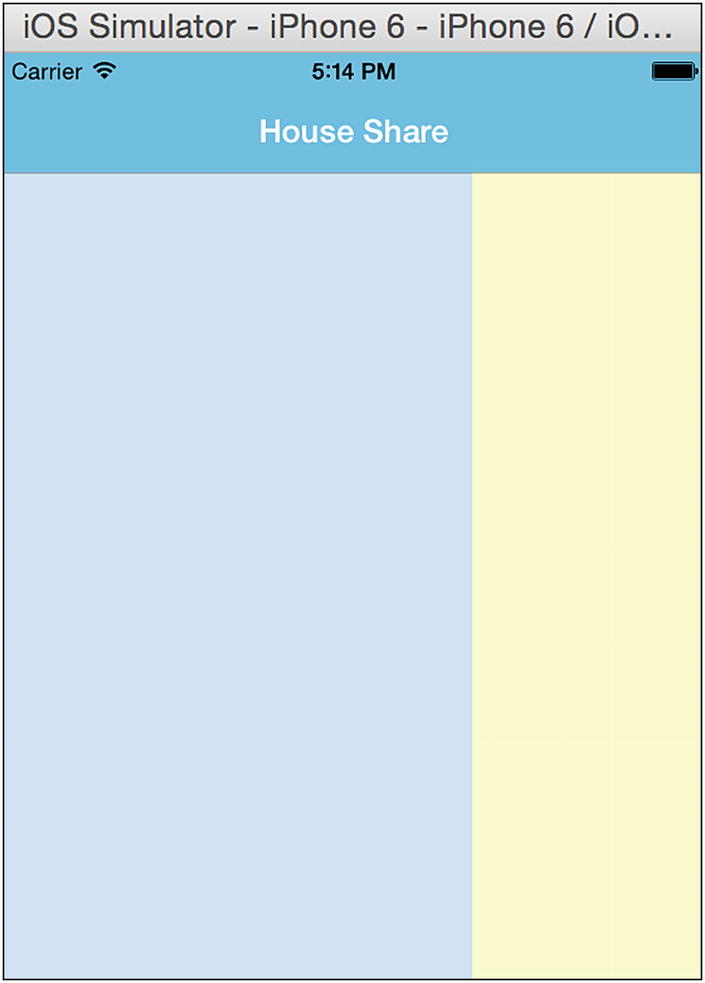 iOS Simulator - iPhone 6 - iPhone 6 / iO...
Carrier 5:14 PM
House Share